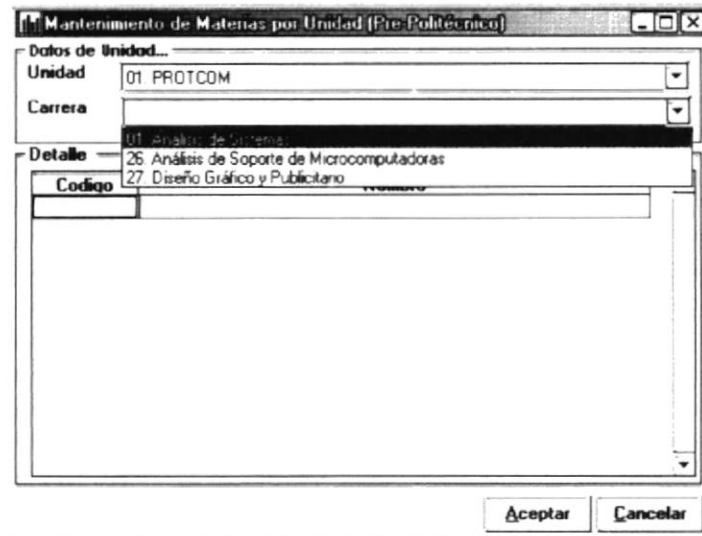 Mantenimiento de Materias por Unidad (Pre-Politécnico)
Datos de Unidad...
Unidad
01. PROTCOM
Carrera
01. Análisis de Sistemas
26. Análisis de Soporte de Microcomputadoras
27. Diseño Gráfico y Publicitario
Detalle
Codigo Nombre
Aceptar Cancelar